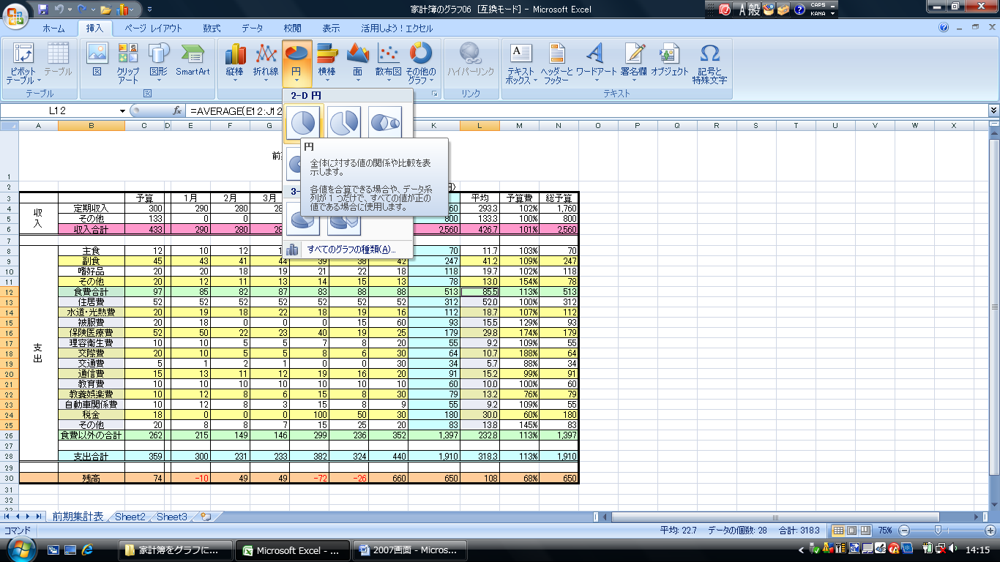 家計簿のグラフ06 [互換モード] - Microsoft Excel
A 般 CAPS
KANA
ホーム 挿入 ページ レイアウト 数式 データ 校閲 表示 活用しよう!エクセル
ピボット
テーブル テーブル 図 クリップ
アート 図形 SmartArt 縦棒 折れ線 円 横棒 面 散布図 その他の
グラフ ハイパーリンク テキスト
ボックス ヘッダーと
フッター ワードアート 署名欄 オブジェクト 記号と
特殊文字
テーブル 図 リンク テキスト
L12 fx =AVERAGE(E12:J12
2-D 円
円
全体に対する値の関係や比較を表
示します。
各値を合算できる場合や、データ系
列が 1 つだけで、すべての値が正の
値である場合に使用します。
3-
すべてのグラフの種類(A)...
A B C D E F G K L M N O P Q R S T U V W X
1 前
2 円)
3 予算 1月 2月 3月 平均 予算費 総予算
収入
4 定期収入 300 290 280 28 60 293.3 102% 1,760
5 その他 133 0 0 800 133.3 100% 800
6 収入合計 433 290 280 28 2,560 426.7 101% 2,560
7
支出
8 主食 12 10 12 1 70 11.7 103% 70
9 副食 45 43 41 44 39 38 42 247 41.2 109% 247
10 嗜好品 20 20 18 19 21 22 18 118 19.7 102% 118
11 その他 20 12 11 13 14 15 13 78 13.0 154% 78
12 食費合計 97 85 82 87 83 88 88 513 85.5 113% 513
13 住居費 52 52 52 52 52 52 52 312 52.0 100% 312
14 水道・光熱費 20 19 18 22 18 19 16 112 18.7 107% 112
15 被服費 20 18 0 0 0 15 60 93 15.5 129% 93
16 保険医療費 52 50 22 23 40 19 25 179 29.8 174% 179
17 理容衛生費 10 10 5 5 7 8 20 55 9.2 109% 55
18 交際費 20 10 5 5 8 6 30 64 10.7 188% 64
19 交通費 5 1 2 1 0 0 30 34 5.7 88% 34
20 通信費 15 13 11 12 19 16 20 91 15.2 99% 91
21 教育費 10 10 10 10 10 10 10 60 10.0 100% 60
22 教養娯楽費 10 12 8 6 15 8 30 79 13.2 76% 79
23 自動車関係費 10 12 8 3 15 8 9 55 9.2 109% 55
24 税金 18 0 0 0 100 50 30 180 30.0 60% 180
25 その他 20 8 8 7 15 25 20 83 13.8 145% 83
26 食費以外の合計 262 215 149 146 299 236 352 1,397 232.8 113% 1,397
27
28 支出合計 359 300 231 233 382 324 440 1,910 318.3 113% 1,910
29
30 残高 74 -10 49 49 -72 -26 660 650 108 68% 650
31
32
前期集計表 Sheet2 Sheet3
コマンド 平均: 22.7 データの個数: 28 合計: 318.3 75%
家計簿をグラフに... Microsoft Excel - ... 2007画面 - Micros... 14:15